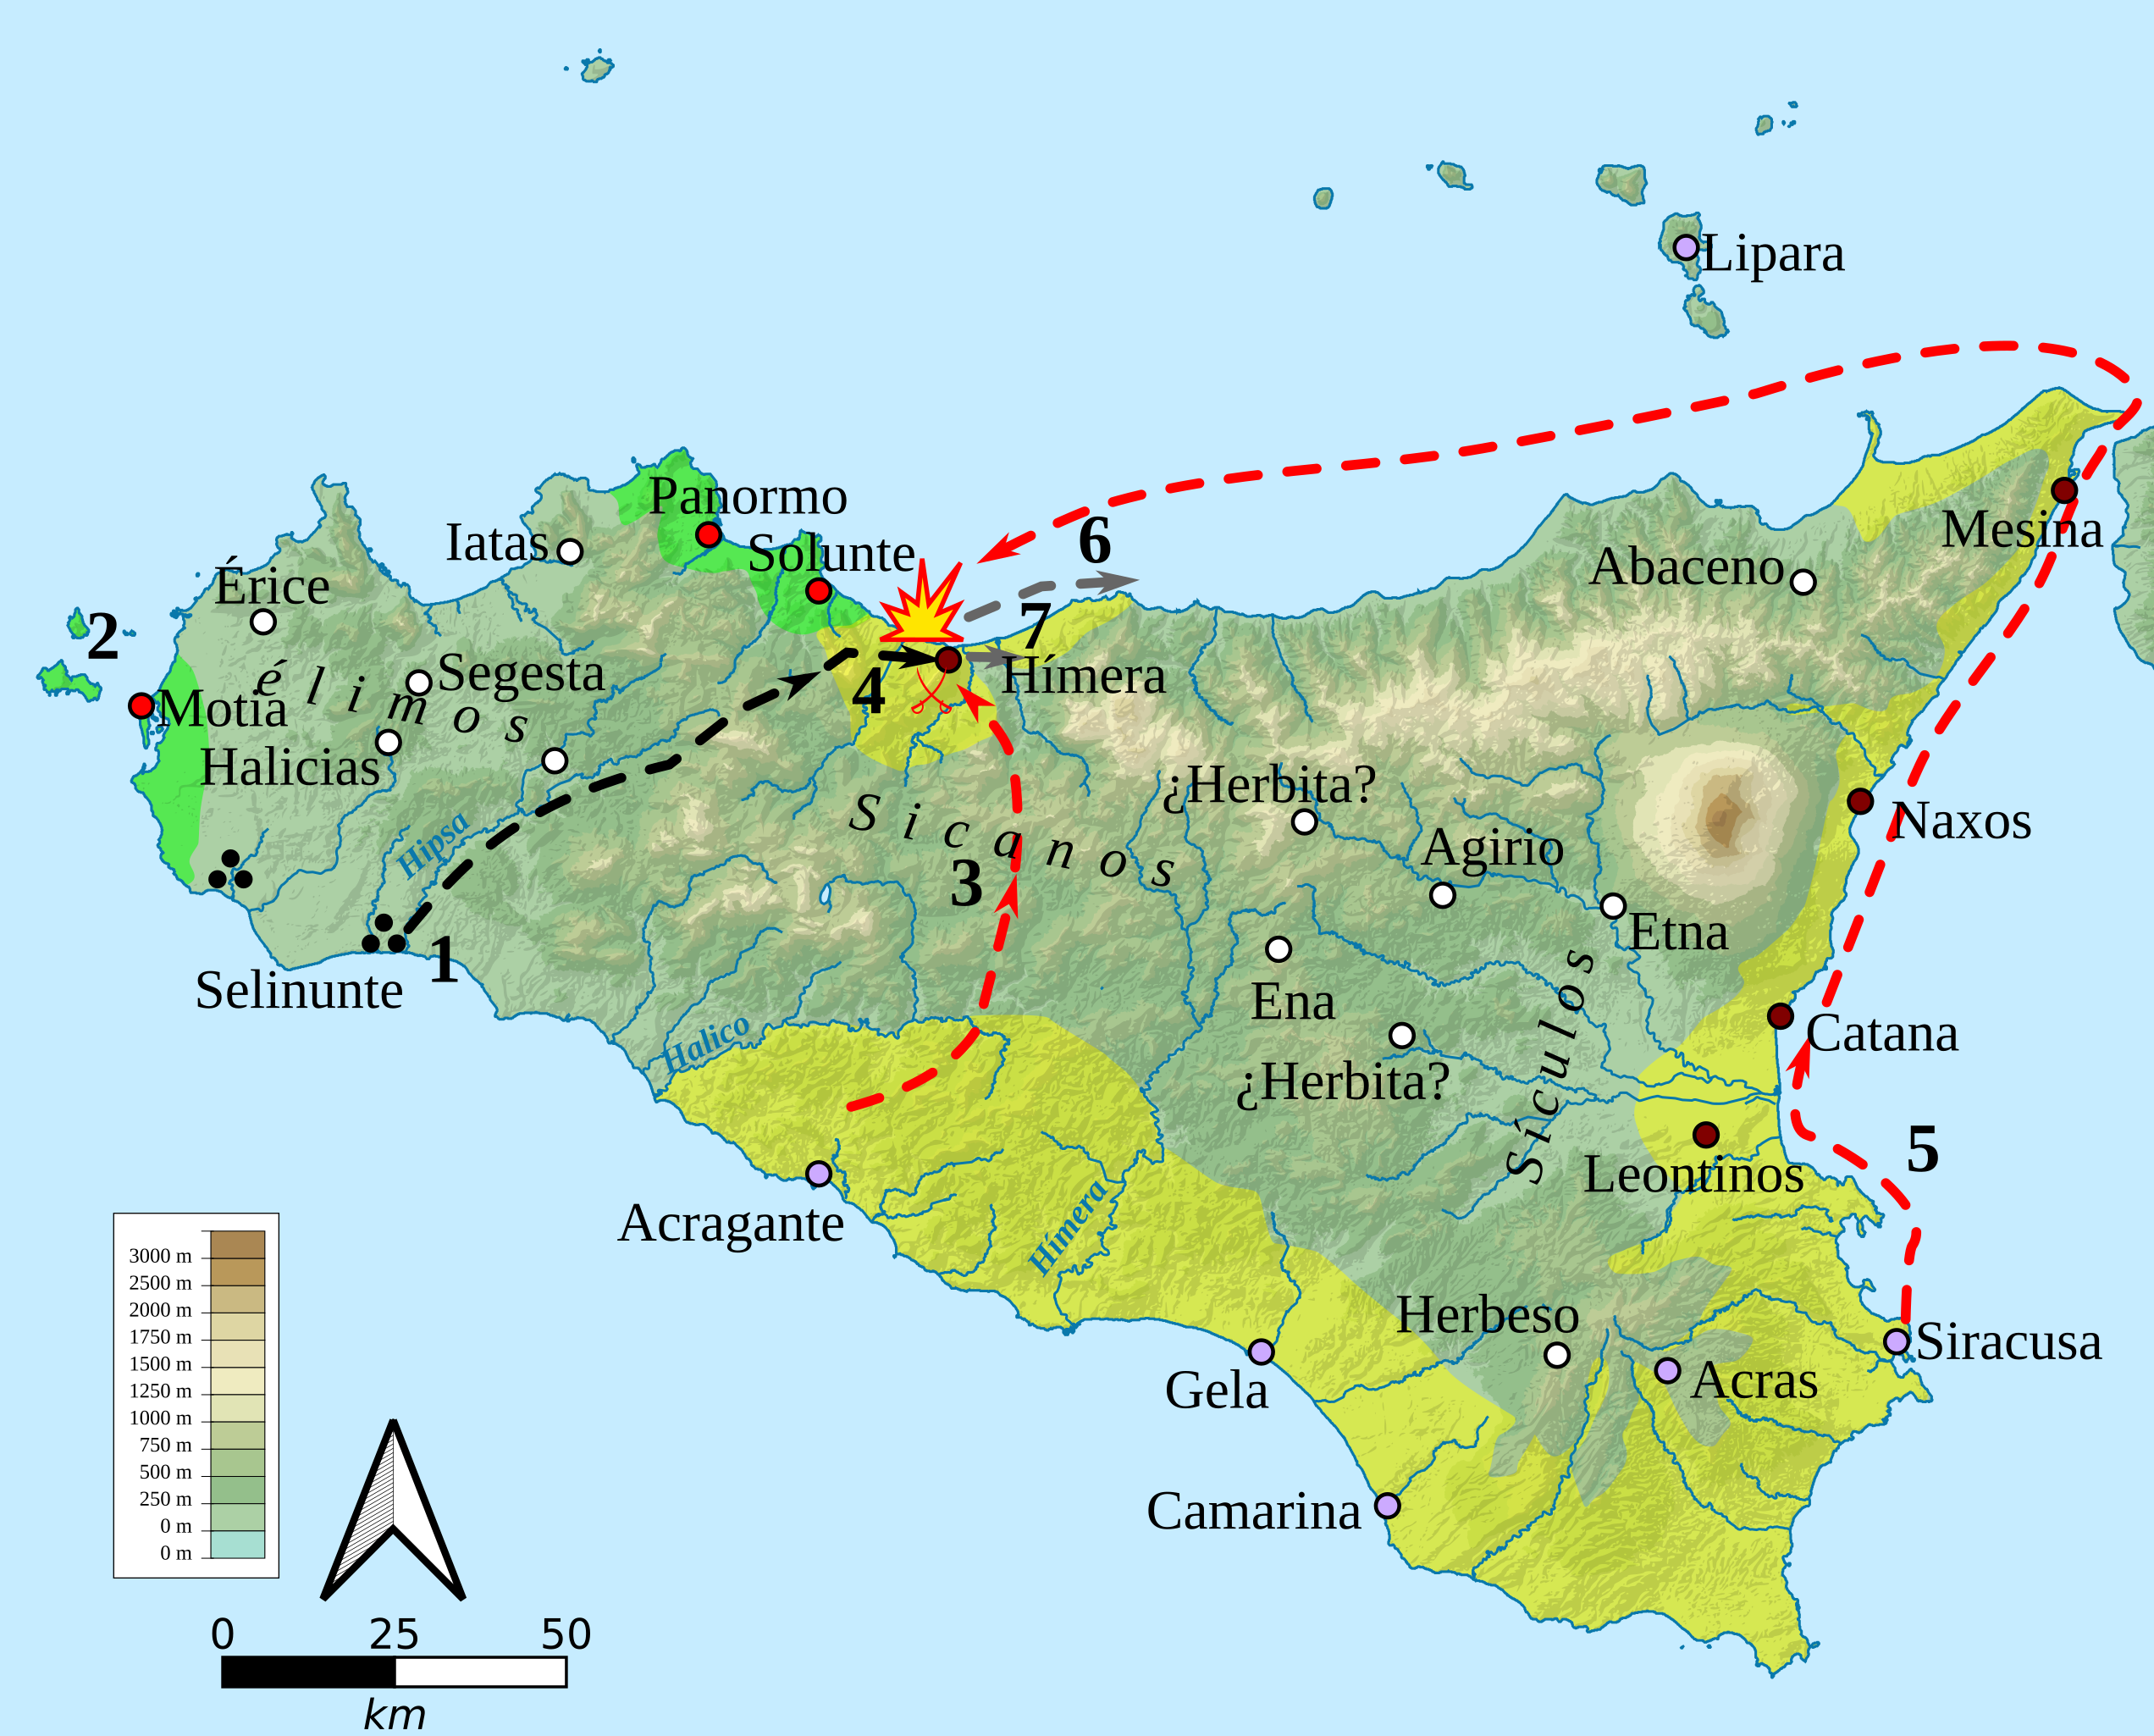 Lipara
Panormo
Iatas
Solunte
6
Mesina
Abaceno
Érice
2
7
élimos
Segesta
Hímera
4
Motia
Halicias
¿Herbita?
Sicanos
Naxos
Hipsa
Agirio
3
Etna
1
Selinunte
Ena
Sículos
Halico
Catana
¿Herbita?
5
Leontinos
Acragante
Hímera
3000 m
2500 m
2000 m
1750 m
1500 m
1250 m
1000 m
750 m
500 m
250 m
0 m
0 m
Herbeso
Siracusa
Gela
Acras
Camarina
0 25 50
km